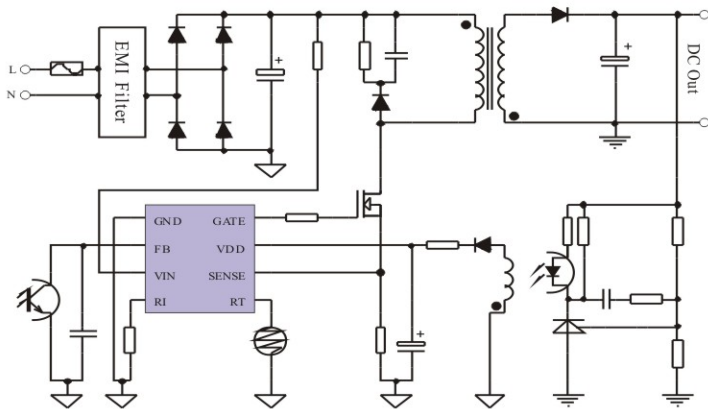 L
N
EMI Filter
+
+
DC Out
GND GATE
FB VDD
VIN SENSE
RI RT
+